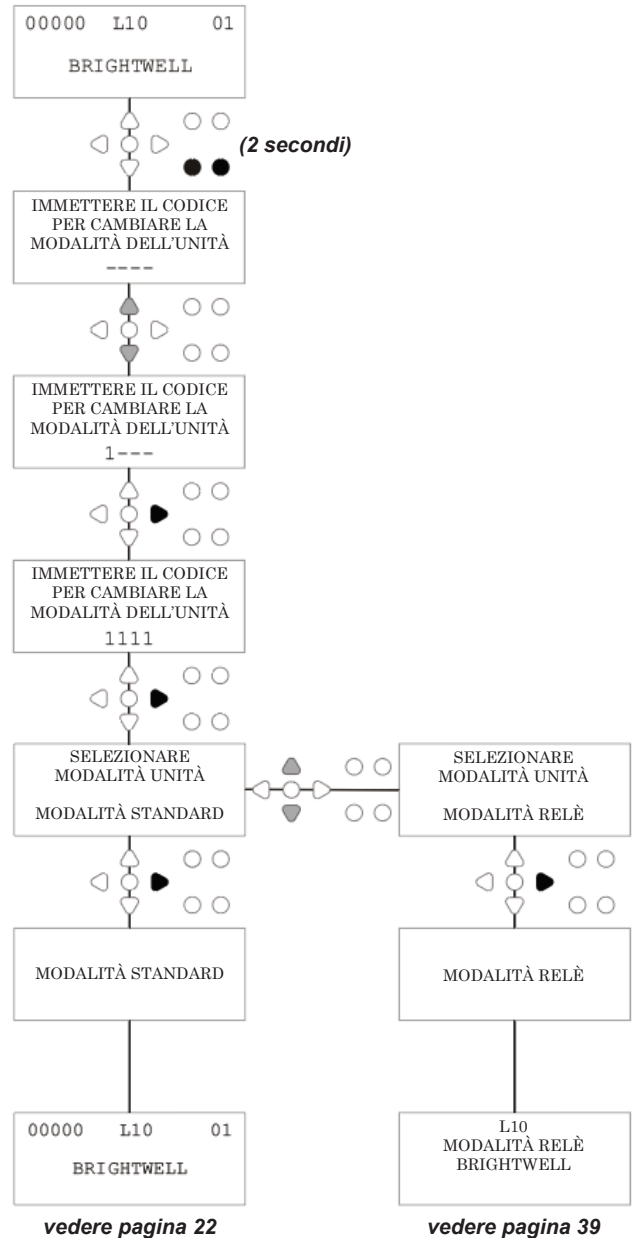 00000 L10 01
BRIGHTWELL
(2 secondi)
IMMETTERE IL CODICE
PER CAMBIARE LA
MODALITÀ DELL'UNITÀ
----
IMMETTERE IL CODICE
PER CAMBIARE LA
MODALITÀ DELL'UNITÀ
1---
IMMETTERE IL CODICE
PER CAMBIARE LA
MODALITÀ DELL'UNITÀ
1111
SELEZIONARE
MODALITÀ UNITÀ
MODALITÀ STANDARD
SELEZIONARE
MODALITÀ UNITÀ
MODALITÀ RELÈ
MODALITÀ STANDARD
MODALITÀ RELÈ
00000 L10 01
BRIGHTWELL
L10
MODALITÀ RELÈ
BRIGHTWELL
vedere pagina 22
vedere pagina 39